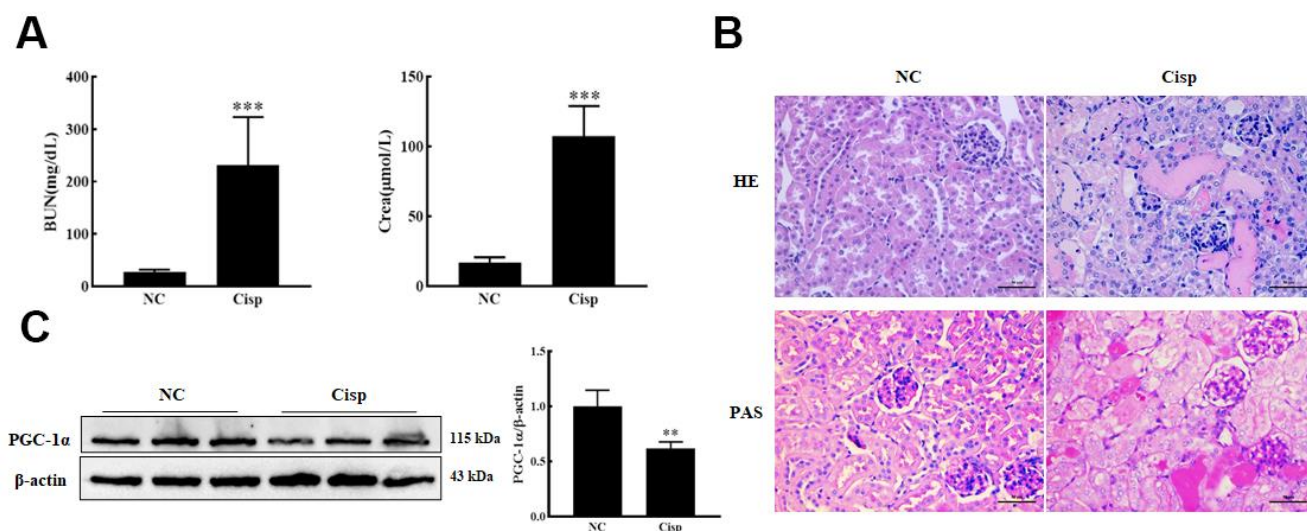 A
BUN(mg/dL)
400
300
200
100
0
***
NC
Cisp
Crea(μmol/L)
150
100
50
0
***
NC
Cisp
B
NC
Cisp
HE
PAS
C
NC
Cisp
PGC-1α
115 kDa
β-actin
43 kDa
PGC-1α/β-actin
1.5
1.0
0.5
0.0
**
NC
Cisp